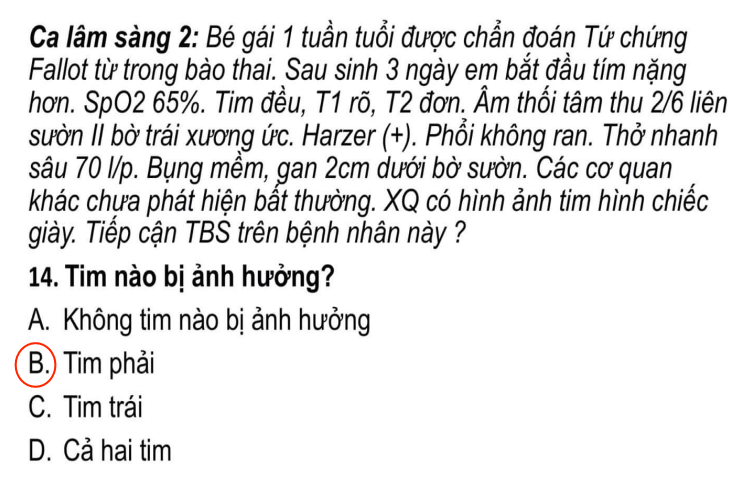 Ca lâm sàng 2: Bé gái 1 tuần tuổi được chẩn đoán Tứ chứng
Fallot từ trong bào thai. Sau sinh 3 ngày em bắt đầu tím nặng
hơn. SpO2 65%. Tim đều, T1 rõ, T2 đơn. Âm thổi tâm thu 2/6 liên
sườn II bờ trái xương ức. Harzer (+). Phổi không ran. Thở nhanh
sâu 70 l/p. Bụng mềm, gan 2cm dưới bờ sườn. Các cơ quan
khác chưa phát hiện bất thường. XQ có hình ảnh tim hình chiếc
giày. Tiếp cận TBS trên bệnh nhân này ?
14. Tim nào bị ảnh hưởng?
A. Không tim nào bị ảnh hưởng
B. Tim phải
C. Tim trái
D. Cả hai tim